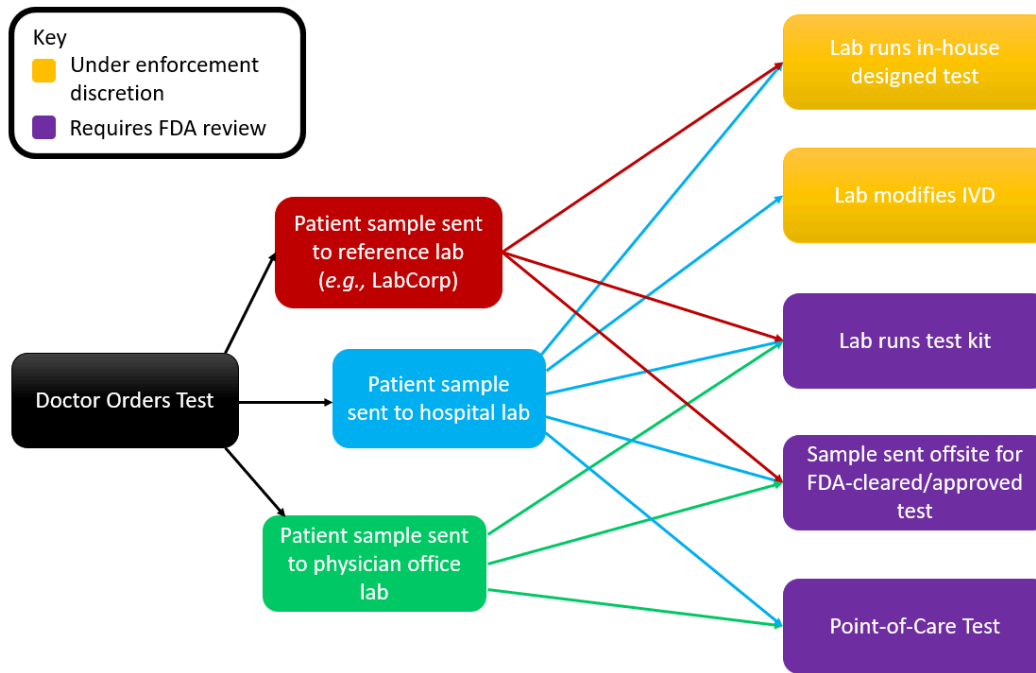 Key
Under enforcement
discretion
Requires FDA review
Doctor Orders Test
Patient sample sent
to reference lab
(e.g., LabCorp)
Patient sample
sent to hospital lab
Patient sample sent
to physician office
lab
Lab runs in-house
designed test
Lab modifies IVD
Lab runs test kit
Sample sent offsite for
FDA-cleared/approved
test
Point-of-Care Test